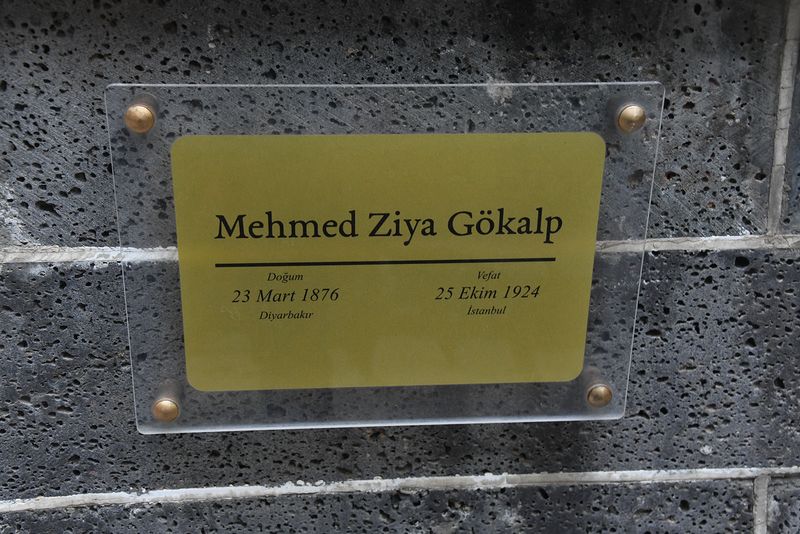 Mehmed Ziya Gökalp
Doğum
23 Mart 1876
Diyarbakır
Vefat
25 Ekim 1924
İstanbul